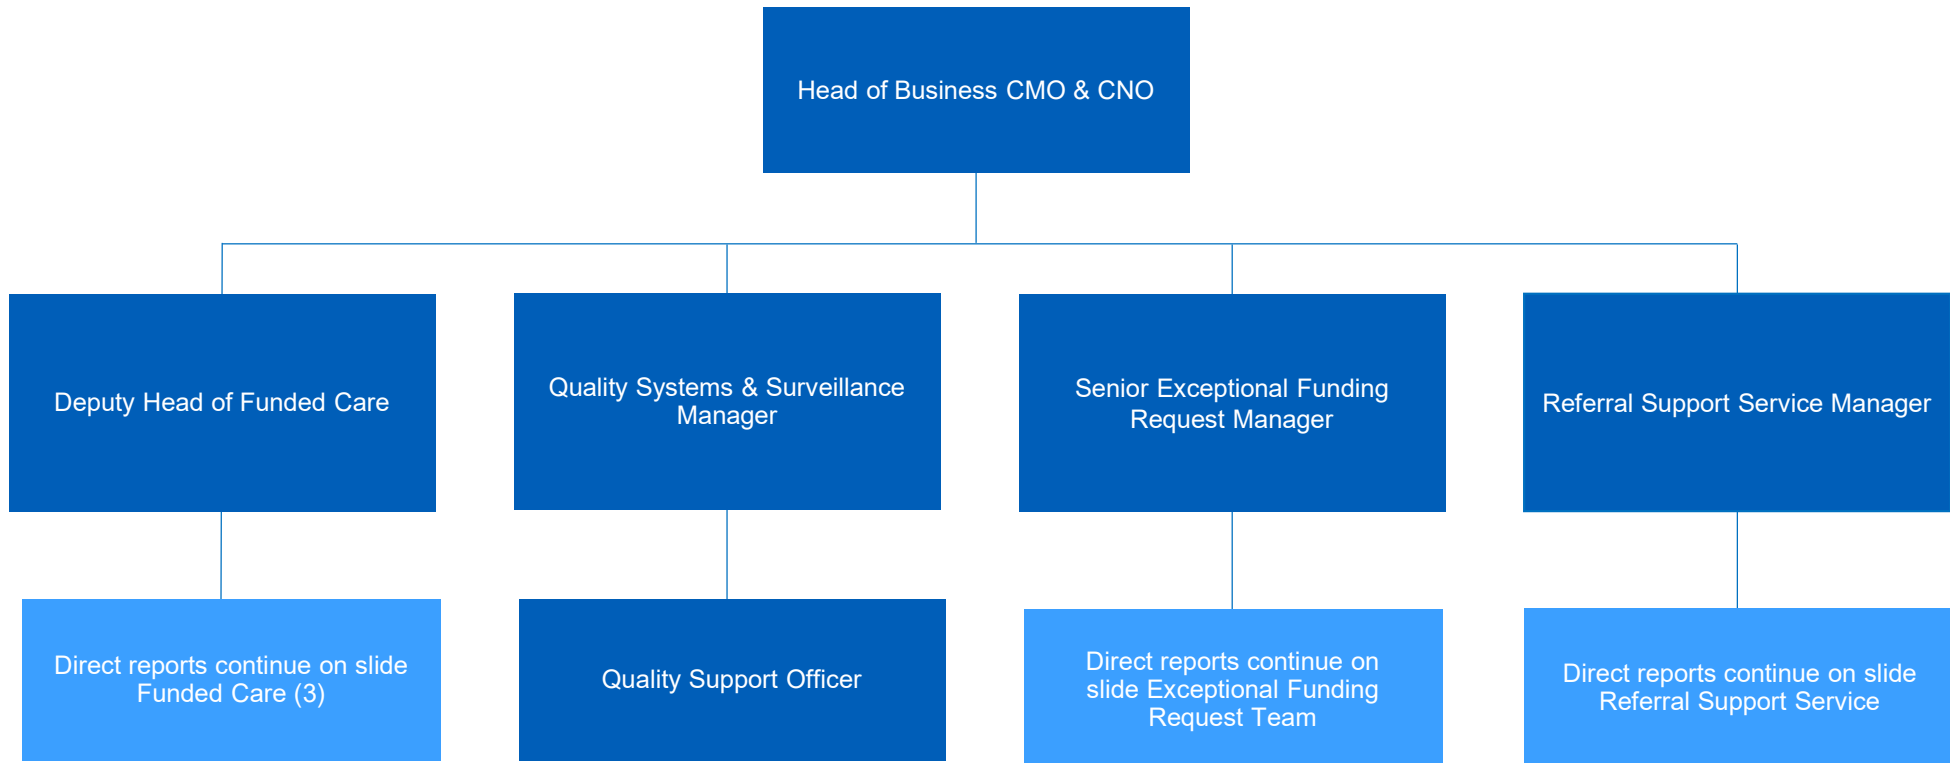 Head of Business CMO & CNO
Deputy Head of Funded Care
Quality Systems & Surveillance
Manager
Senior Exceptional Funding
Request Manager
Referral Support Service Manager
Direct reports continue on slide
Funded Care (3)
Quality Support Officer
Direct reports continue on
slide Exceptional Funding
Request Team
Direct reports continue on slide
Referral Support Service